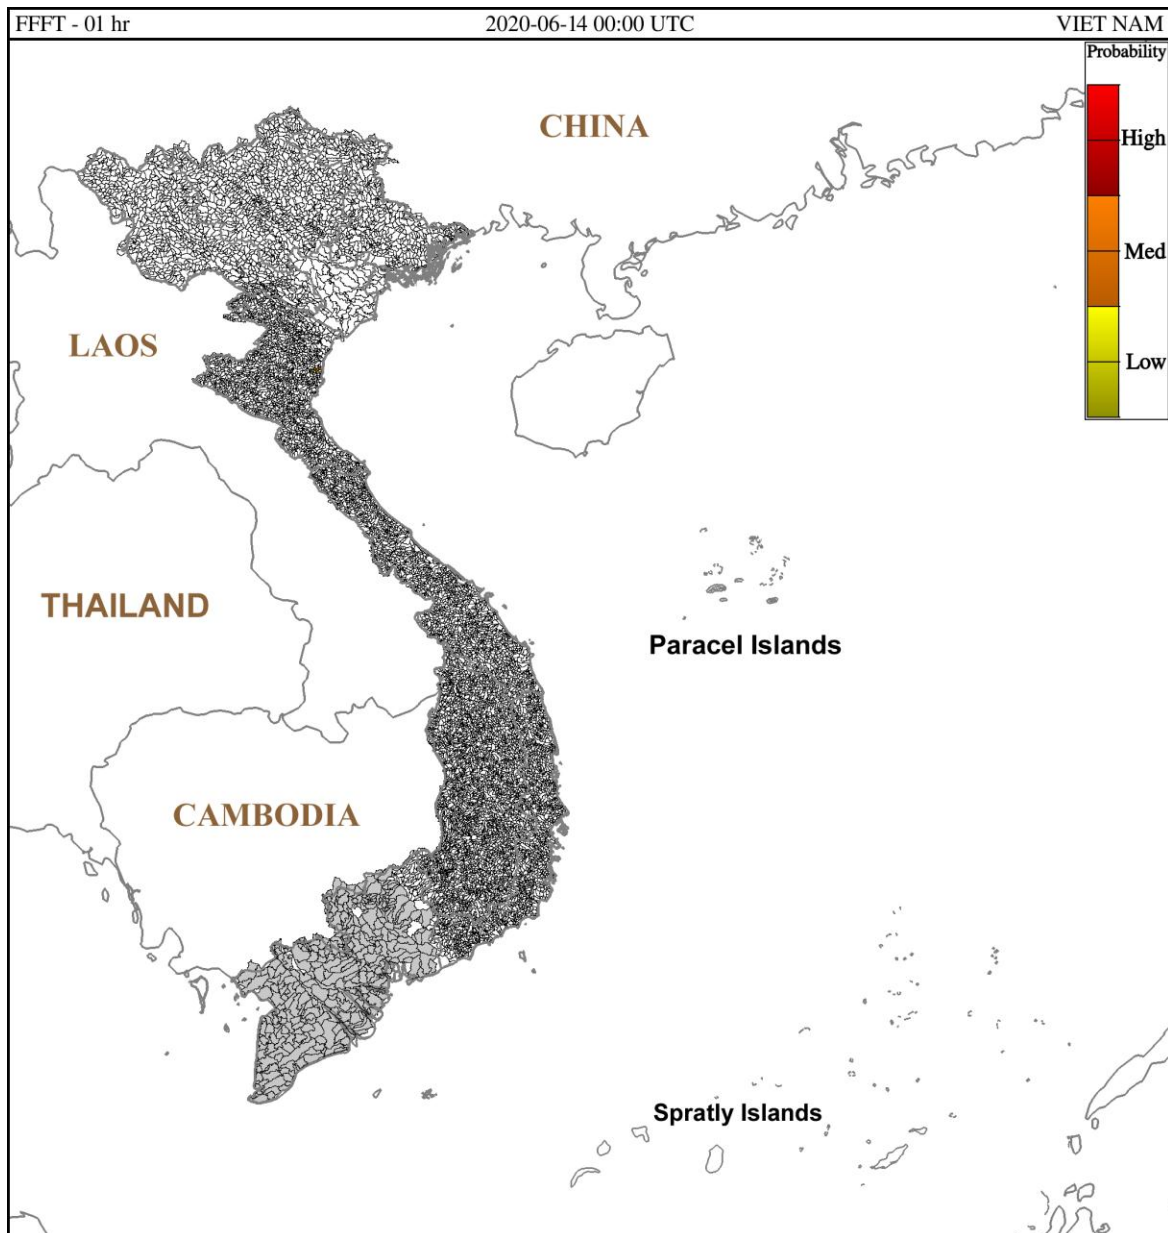 FFFT - 01 hr 2020-06-14 00:00 UTC VIET NAM
Probability
CHINA
High
Med
LAOS
Low
THAILAND
Paracel Islands
CAMBODIA
Spratly Islands